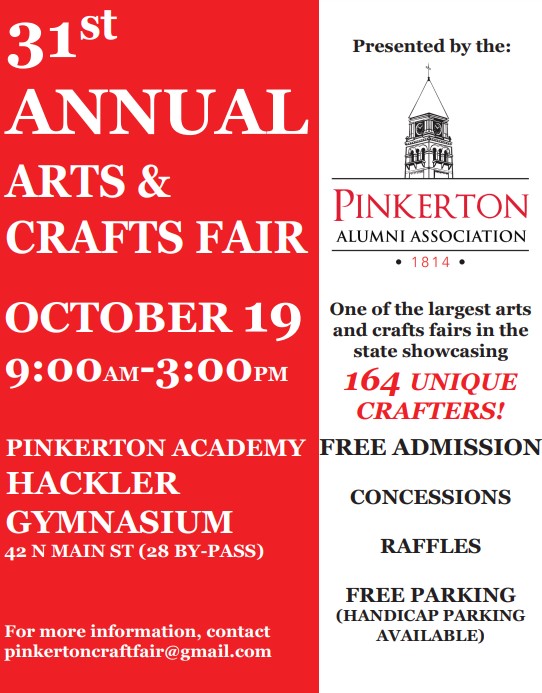 31st
ANNUAL
ARTS &
CRAFTS FAIR
OCTOBER 19
9:00AM-3:00PM
PINKERTON ACADEMY
HACKLER
GYMNASIUM
42 N MAIN ST (28 BY-PASS)
For more information, contact
pinkertoncraftfair@gmail.com
Presented by the:
PINKERTON
ALUMNI ASSOCIATION
• 1814 •
One of the largest arts
and crafts fairs in the
state showcasing
164 UNIQUE
CRAFTERS!
FREE ADMISSION
CONCESSIONS
RAFFLES
FREE PARKING
(HANDICAP PARKING
AVAILABLE)